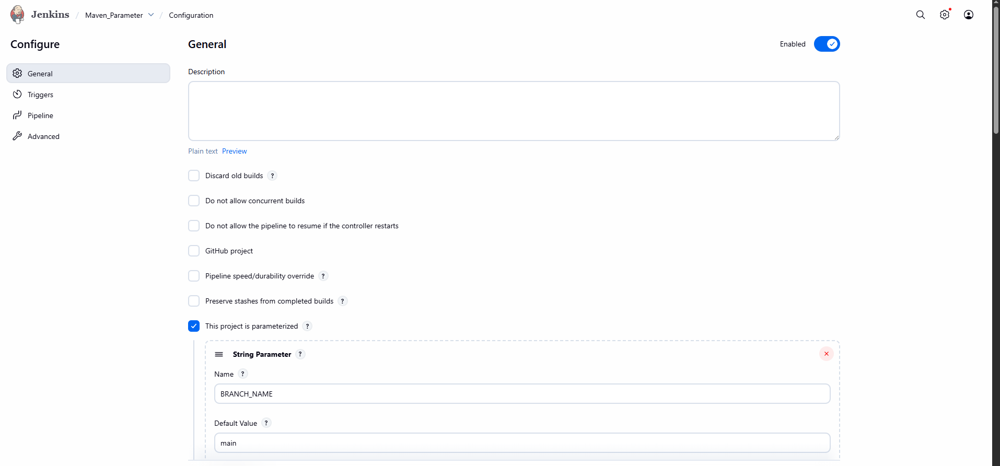 Jenkins / Maven_Parameter / Configuration
Configure
General
Triggers
Pipeline
Advanced
General
Enabled
Description
Plain text Preview
Discard old builds ?
Do not allow concurrent builds
Do not allow the pipeline to resume if the controller restarts
GitHub project
Pipeline speed/durability override ?
Preserve stashes from completed builds ?
This project is parameterized ?
String Parameter ?
Name ?
BRANCH_NAME
Default Value ?
main